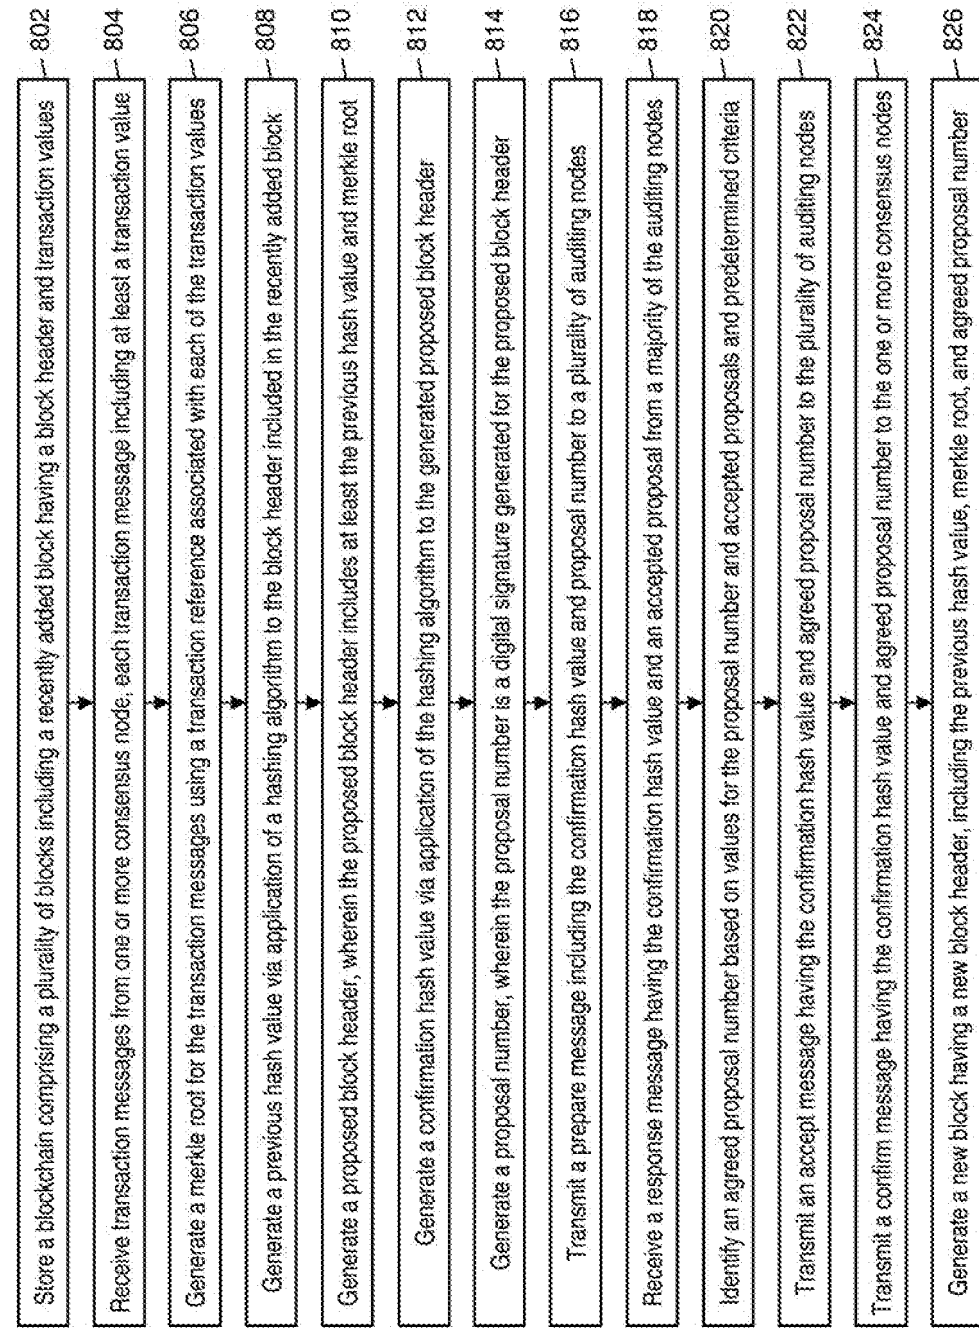 Store a blockchain comprising a plurality of blocks including a recently added block having a block header and transaction values
802
Receive transaction messages from one or more consensus node, each transaction message including at least a transaction value
804
Generate a merkle root for the transaction messages using a transaction reference associated with each of the transaction values
806
Generate a previous hash value via application of a hashing algorithm to the block header included in the recently added block
808
Generate a proposed block header, wherein the proposed block header includes at least the previous hash value and merkle root
810
Generate a confirmation hash value via application of the hashing algorithm to the generated proposed block header
812
Generate a proposal number, wherein the proposal number is a digital signature generated for the proposed block header
814
Transmit a prepare message including the confirmation hash value and proposal number to a plurality of auditing nodes
816
Receive a response message having the confirmation hash value and an accepted proposal from a majority of the auditing nodes
818
Identify an agreed proposal number based on values for the proposal number and accepted proposals and predetermined criteria
820
Transmit an accept message having the confirmation hash value and agreed proposal number to the plurality of auditing nodes
822
Transmit a confirm message having the confirmation hash value and agreed proposal number to the one or more consensus nodes
824
Generate a new block having a new block header, including the previous hash value, merkle root, and agreed proposal number
826